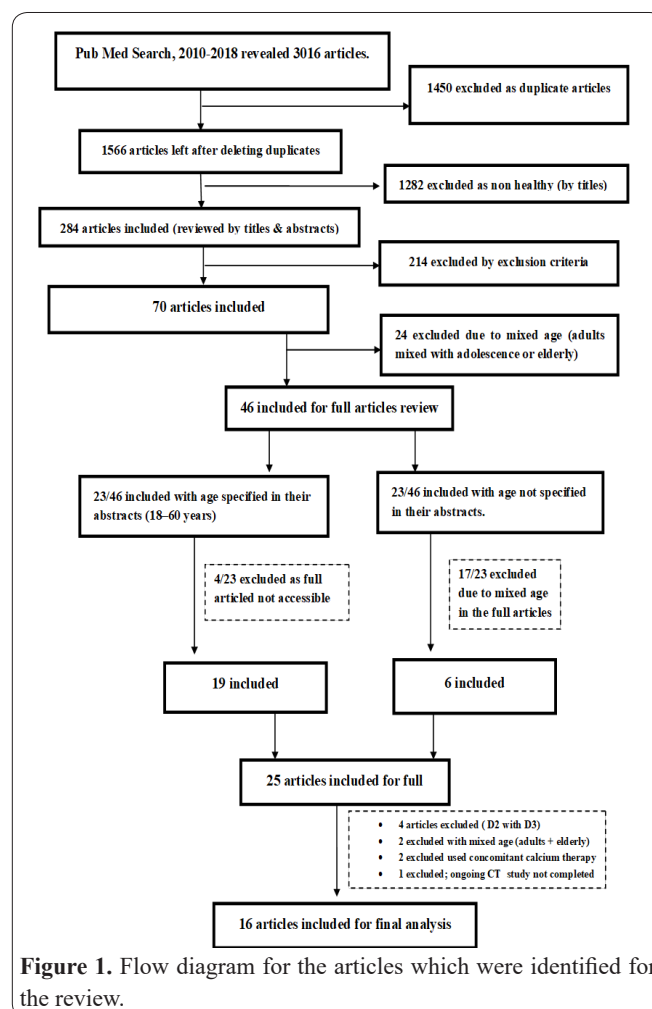 Pub Med Search, 2010-2018 revealed 3016 articles.
1450 excluded as duplicate articles
1566 articles left after deleting duplicates
1282 excluded as non healthy (by titles)
284 articles included (reviewed by titles & abstracts)
214 excluded by exclusion criteria
70 articles included
24 excluded due to mixed age (adults
mixed with adolescence or elderly)
46 included for full articles review
23/46 included with age specified in their
abstracts (18–60 years)
23/46 included with age not specified
in their abstracts.
4/23 excluded as full
articled not accessible
17/23 excluded
due to mixed age
in the full articles
19 included
6 included
25 articles included for full
• 4 articles excluded ( D2 with D3)
• 2 excluded with mixed age (adults + elderly)
• 2 excluded used concomitant calcium therapy
• 1 excluded; ongoing CT study not completed
16 articles included for final analysis
Figure 1. Flow diagram for the articles which were identified for
the review.